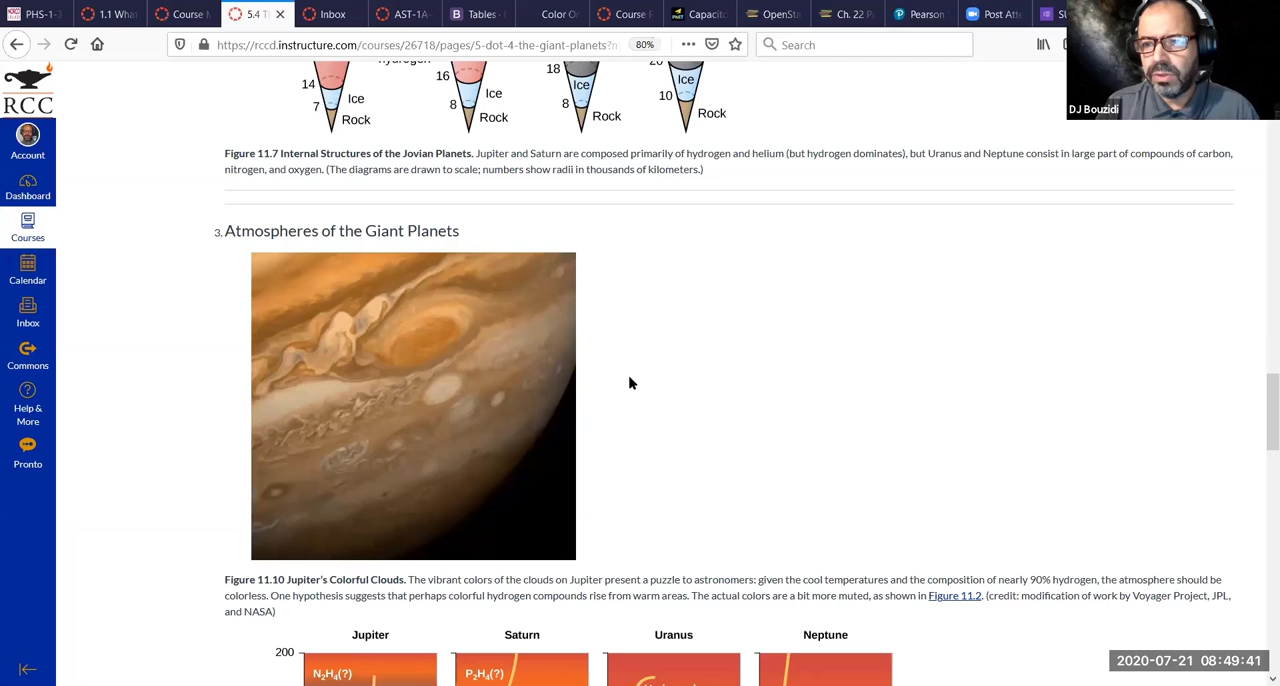 PHS-1-3
1.1 Wha
Course
5.4 T
Inbox
AST-1A-
Tables -
Color
Course
Capacit
OpenSta
Ch. 22 P
Pearson
Post Att
https://rccd.instructure.com/courses/26718/pages/5-dot-4-the-giant-planets?
80%
Search
RCC
DJ Bouzidi
Account
Dashboard
Courses
Calendar
Inbox
Commons
Help &
More
Pronto
hydrogen
14
7
Ice
Rock
16
8
Ice
Rock
18
8
Ice
Rock
20
10
Ice
Rock
Figure 11.7 Internal Structures of the Jovian Planets. Jupiter and Saturn are composed primarily of hydrogen and helium (but hydrogen dominates), but Uranus and Neptune consist in large part of compounds of carbon,
nitrogen, and oxygen. (The diagrams are drawn to scale; numbers show radii in thousands of kilometers.)
3. Atmospheres of the Giant Planets
Figure 11.10 Jupiter's Colorful Clouds. The vibrant colors of the clouds on Jupiter present a puzzle to astronomers: given the cool temperatures and the composition of nearly 90% hydrogen, the atmosphere should be
colorless. One hypothesis suggests that perhaps colorful hydrogen compounds rise from warm areas. The actual colors are a bit more muted, as shown in Figure 11.2. (credit: modification of work by Voyager Project, JPL,
and NASA)
Jupiter
Saturn
Uranus
Neptune
200
N₂H₄(?)
P₂H₄(?)
2020-07-21 08:49:41